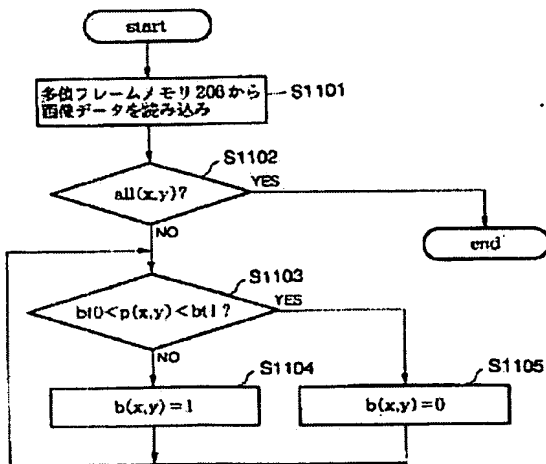 start
多値フレームメモリ206から
画像データを読み込み
S1101
S1102
all(x,y)?
YES
NO
end
S1103
bt0<p(x,y)<bt1?
YES
NO
S1104
b(x,y)=1
S1105
b(x,y)=0